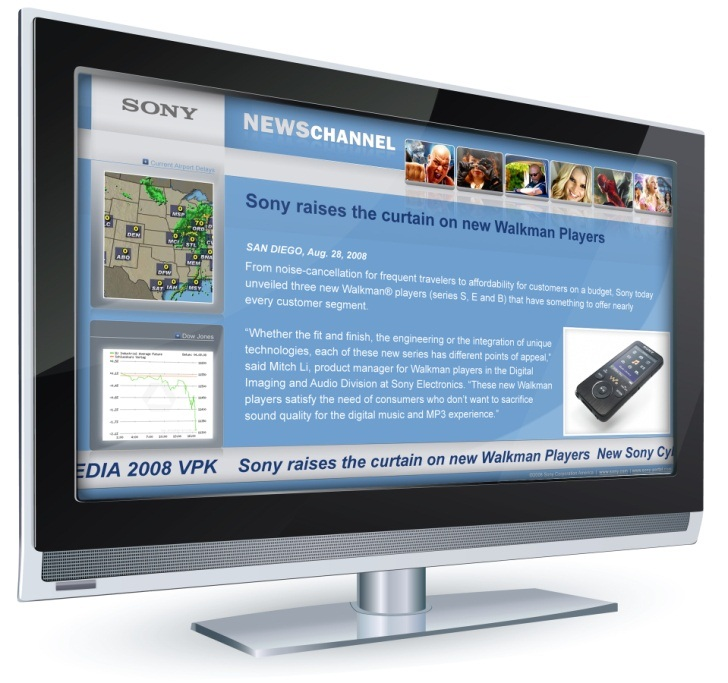 SONY
NEWSCHANNEL
Current Airport Delays
MSP
ORD
DEN
MCI
STL
ABQ
MEM
BNA
DFW
SAT IAH MSY
Dow Jones
Sony raises the curtain on new Walkman Players
SAN DIEGO, Aug. 28, 2008
From noise-cancellation for frequent travelers to affordability for customers on a budget, Sony today
unveiled three new Walkman® players (series S, E and B) that have something to offer nearly
every customer segment.
“Whether the fit and finish, the engineering or the integration of unique
technologies, each of these new series has different points of appeal,”
said Mitch Li, product manager for Walkman players in the Digital
Imaging and Audio Division at Sony Electronics. “These new Walkman
players satisfy the need of consumers who don’t want to sacrifice
sound quality for the digital music and MP3 experience.”
EDIA 2008 VPK Sony raises the curtain on new Walkman Players New Sony Cy